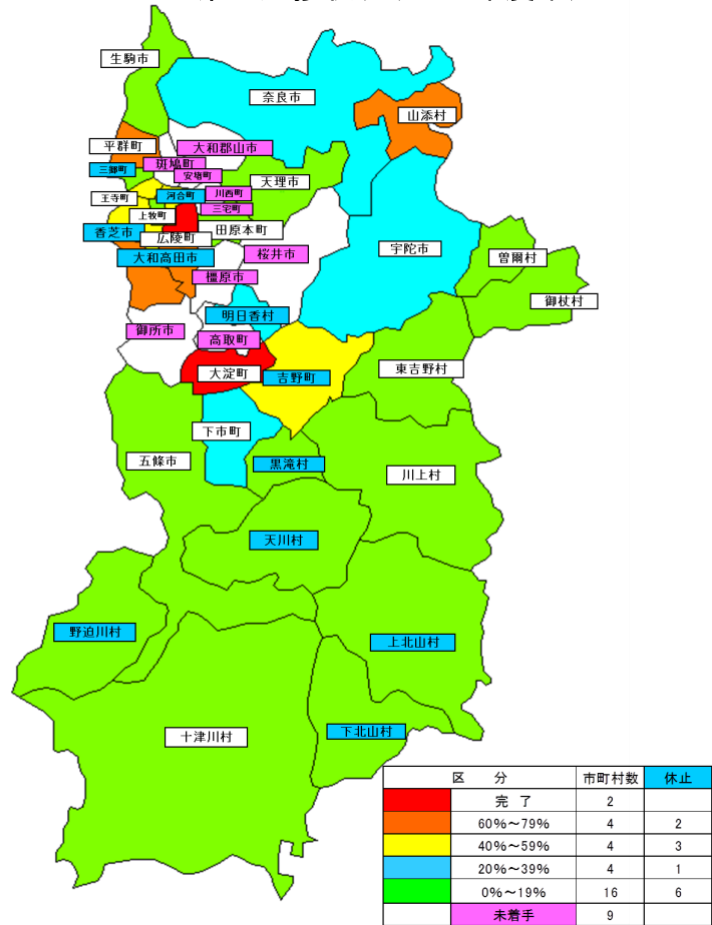 生駒市
奈良市
山添村
平群町
大和郡山市
斑鳩町
三郷町
安堵町
天理市
王寺町
河合町
川西町
三宅町
上牧町
香芝市
広陵町
田原本町
宇陀市
大和高田市
桜井市
曽爾村
橿原市
御杖村
明日香村
御所市
高取町
東吉野村
大淀町
吉野町
下市町
五條市
黒滝村
川上村
天川村
野迫川村
上北山村
十津川村
下北山村
区 分 市町村数 休止
完 了 2
60%～79% 4 2
40%～59% 4 3
20%～39% 4 1
0%～19% 16 6
未着手 9